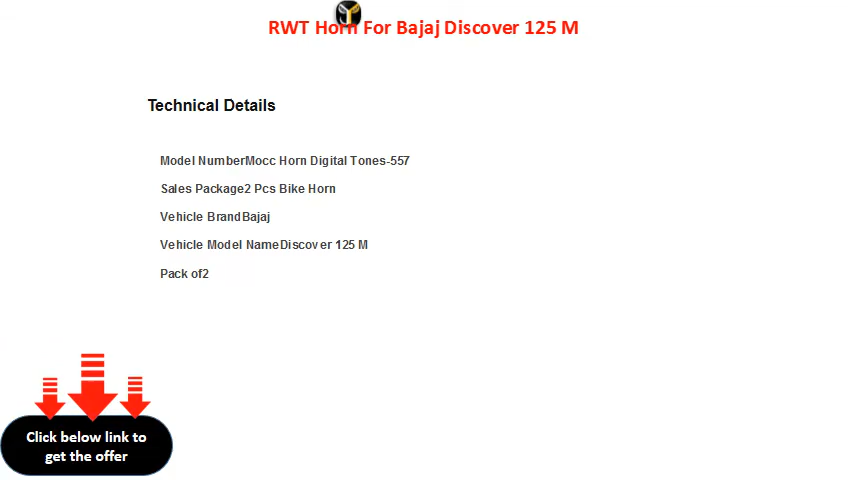 RWT Horn For Bajaj Discover 125 M
Technical Details
Model NumberMocc Horn Digital Tones-557
Sales Package2 Pcs Bike Horn
Vehicle BrandBajaj
Vehicle Model NameDiscover 125 M
Pack of2
Click below link to
get the offer